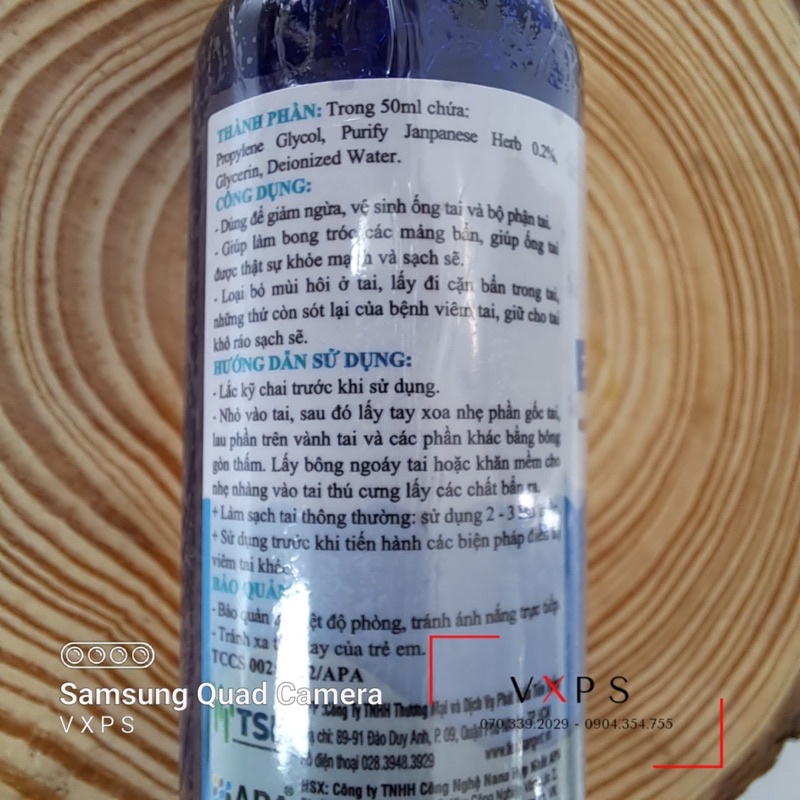 THÀNH PHẦN: Trong 50ml chứa:
Propylene Glycol, Purify Janpanese Herb 0.2%,
Glycerin, Deionized Water.
CÔNG DỤNG:
- Dùng để giảm ngừa, vệ sinh ống tai và bộ phận tai.
- Giúp làm bong tróc các mảng bẩn, giúp ống tai
được thật sự khỏe mạnh và sạch sẽ.
- Loại bỏ mùi hôi ở tai, lấy đi cặn bẩn trong tai,
những thứ còn sót lại của bệnh viêm tai, giữ cho tai
khô ráo sạch sẽ.
HƯỚNG DẪN SỬ DỤNG:
- Lắc kỹ chai trước khi sử dụng.
- Nhỏ vào tai, sau đó lấy tay xoa nhẹ phần gốc tai,
lau phần trên vành tai và các phần khác bằng bông
gòn thấm. Lấy bông ngoáy tai hoặc khăn mềm cho
nhẹ nhàng vào tai thú cưng lấy các chất bẩn ra.
+ Làm sạch tai thông thường: sử dụng 2 - 3
+ Sử dụng trước khi tiến hành các biện pháp
viêm tai khác.
BẢO QUẢN
- Bảo quản độ phòng, tránh ánh nắng trực tiếp.
- Tránh xa tay của trẻ em.
TCCS 002 /APA
Samsung Quad Camera
VXPS
VXPS
070.339.2029 - 0904.354.755
Công ty TNHH Thương Mại và Dịch Vụ Phát
chỉ: 89-91 Đào Duy Anh, P. 09, Quận
điện thoại 028.3948.3929
HSX: Công ty TNHH Công Nghệ Nano